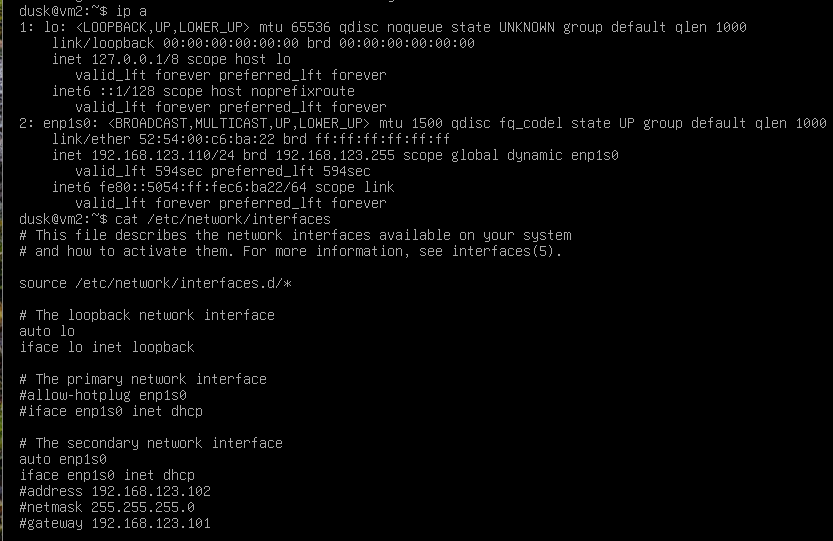 dusk@vm2:~$ ip a
1: lo: <LOOPBACK,UP,LOWER_UP> mtu 65536 qdisc noqueue state UNKNOWN group default qlen 1000
    link/loopback 00:00:00:00:00:00 brd 00:00:00:00:00:00
    inet 127.0.0.1/8 scope host lo
       valid_lft forever preferred_lft forever
    inet6 ::1/128 scope host noprefixroute
       valid_lft forever preferred_lft forever
2: enp1s0: <BROADCAST,MULTICAST,UP,LOWER_UP> mtu 1500 qdisc fq_codel state UP group default qlen 1000
    link/ether 52:54:00:c6:ba:22 brd ff:ff:ff:ff:ff:ff
    inet 192.168.123.110/24 brd 192.168.123.255 scope global dynamic enp1s0
       valid_lft 594sec preferred_lft 594sec
    inet6 fe80::5054:ff:fec6:ba22/64 scope link
       valid_lft forever preferred_lft forever
dusk@vm2:~$ cat /etc/network/interfaces
# This file describes the network interfaces available on your system
# and how to activate them. For more information, see interfaces(5).

source /etc/network/interfaces.d/*

# The loopback network interface
auto lo
iface lo inet loopback

# The primary network interface
#allow-hotplug enp1s0
#iface enp1s0 inet dhcp

# The secondary network interface
auto enp1s0
iface enp1s0 inet dhcp
#address 192.168.123.102
#netmask 255.255.255.0
#gateway 192.168.123.101